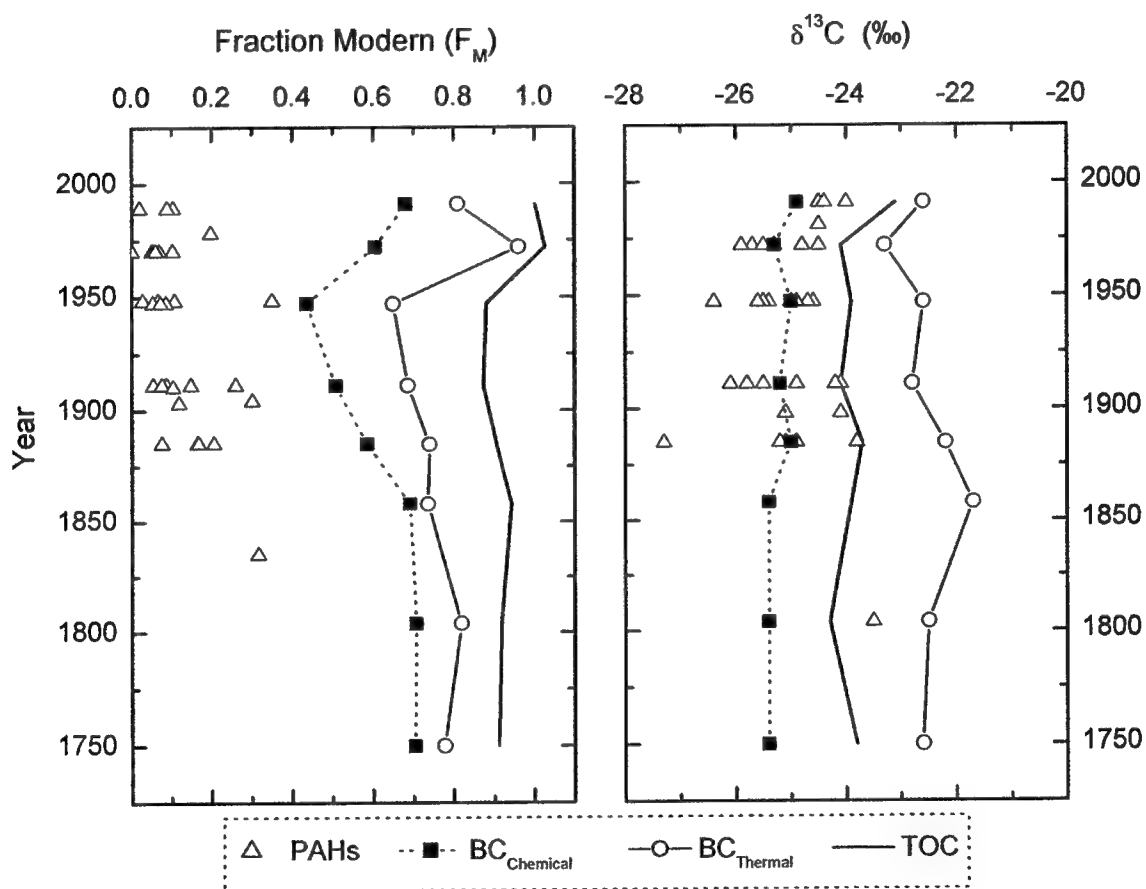 Fraction Modern (F_M)
δ¹³C (‰)
0.0 0.2 0.4 0.6 0.8 1.0
-28 -26 -24 -22 -20
Year
2000
1950
1900
1850
1800
1750
2000
1950
1900
1850
1800
1750
PAHs BC_Chemical BC_Thermal TOC